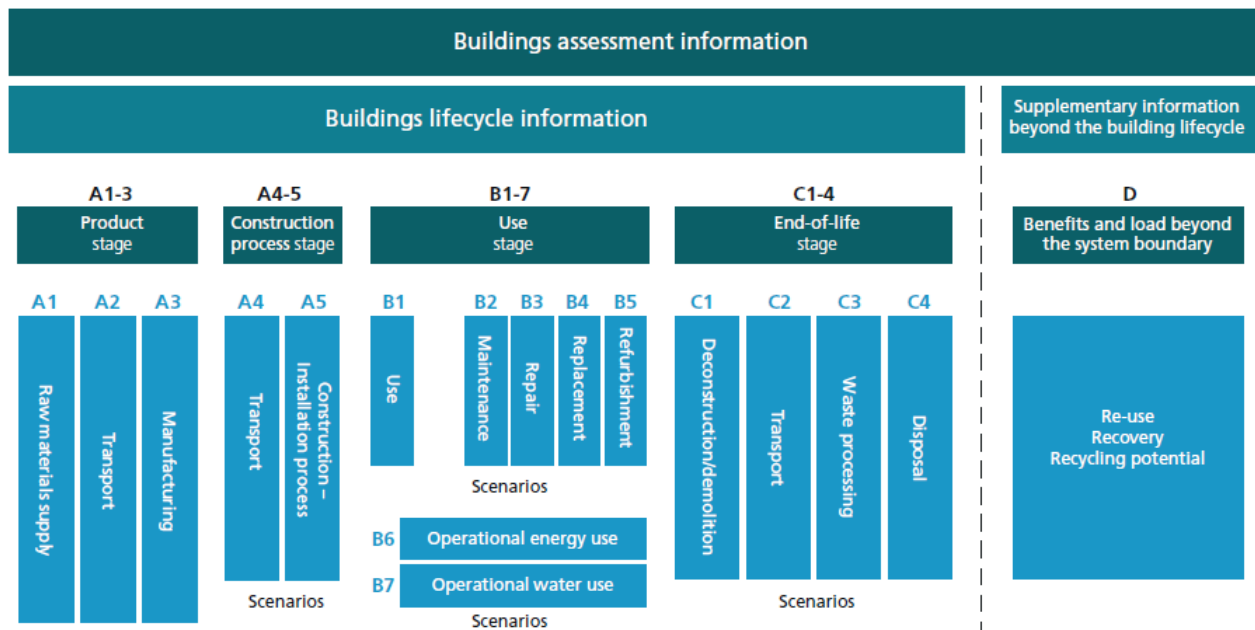 Buildings assessment information
Buildings lifecycle information
Supplementary information
beyond the building lifecycle
A1-3
Product
stage
A4-5
Construction
process stage
B1-7
Use
stage
C1-4
End-of-life
stage
D
Benefits and load beyond
the system boundary
A1
Raw materials supply
A2
Transport
A3
Manufacturing
A4
Transport
A5
Construction –
Installation process
Scenarios
B1
Use
B2
Maintenance
B3
Repair
B4
Replacement
B5
Refurbishment
Scenarios
B6
Operational energy use
B7
Operational water use
Scenarios
C1
Deconstruction/demolition
C2
Transport
C3
Waste processing
C4
Disposal
Scenarios
Re-use
Recovery
Recycling potential